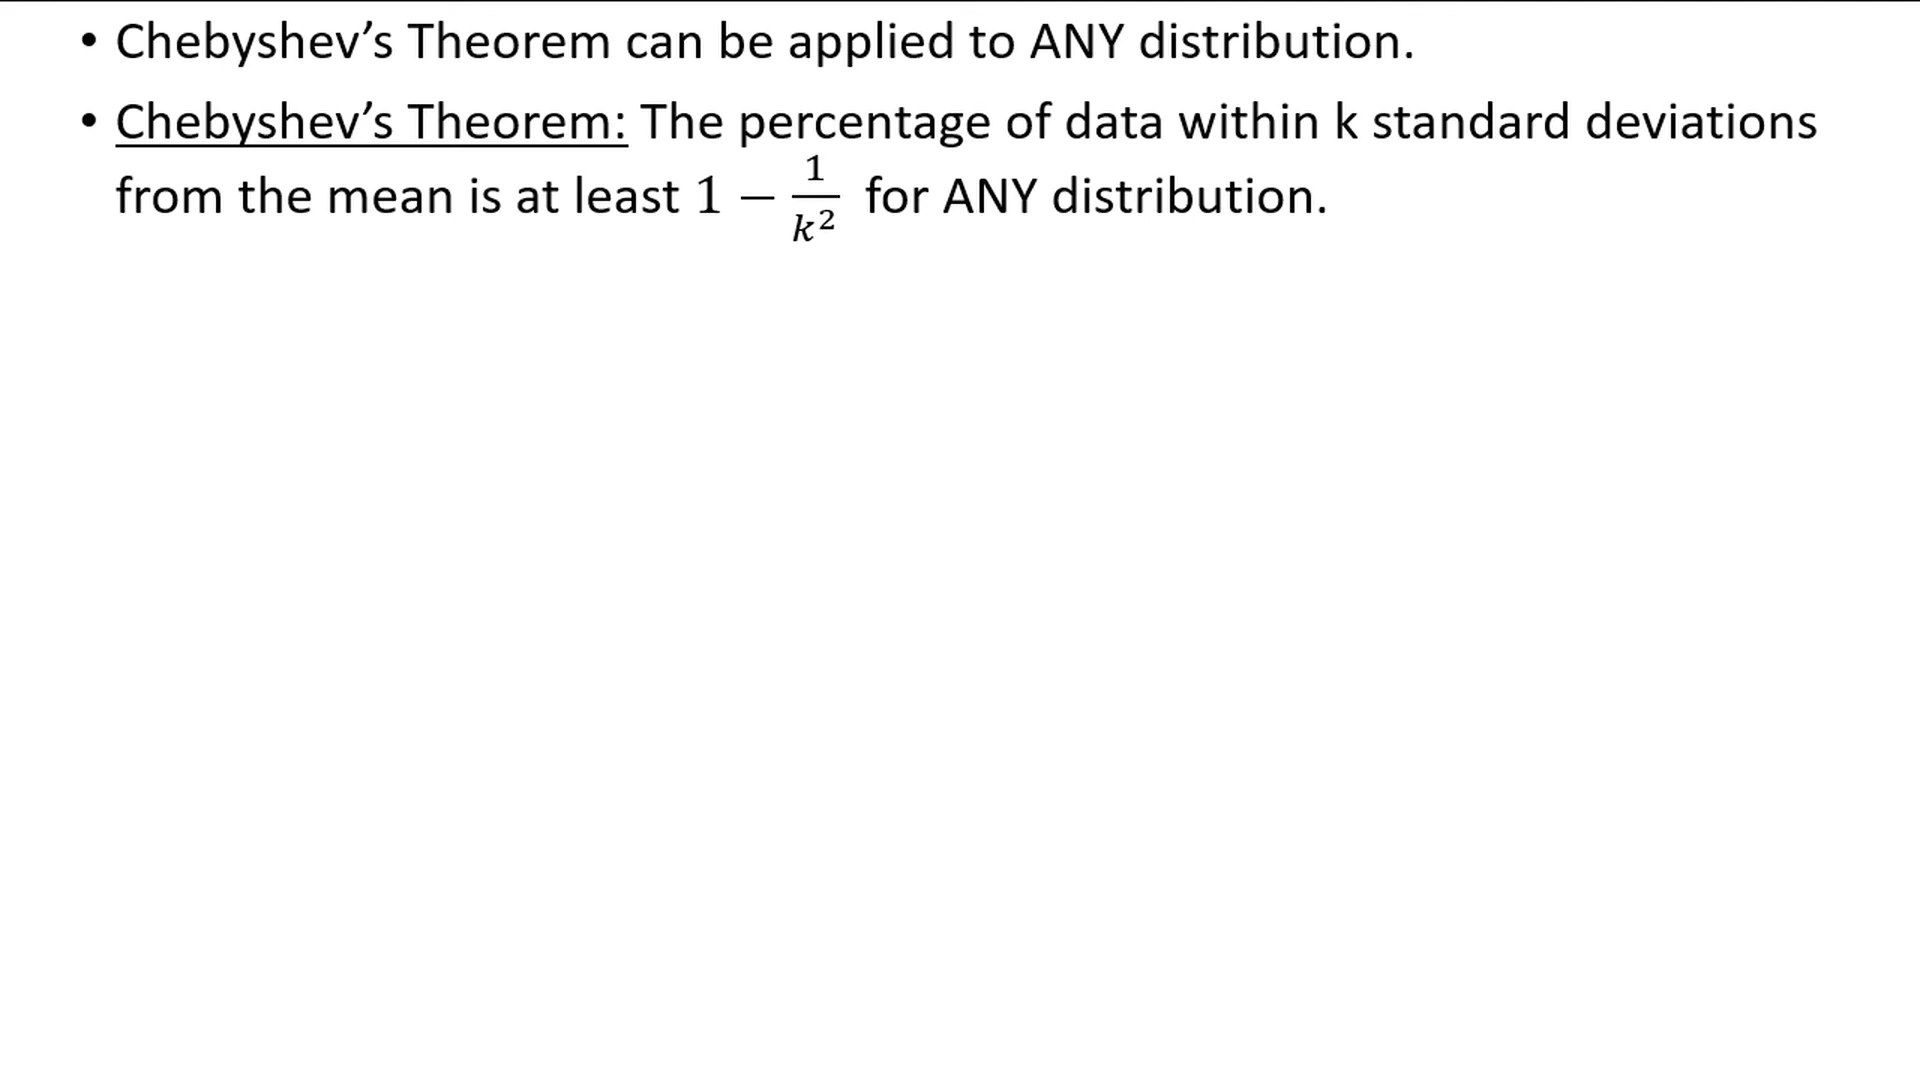 • Chebyshev’s Theorem can be applied to ANY distribution.
• Chebyshev’s Theorem: The percentage of data within k standard deviations
from the mean is at least 1 − 1/k² for ANY distribution.